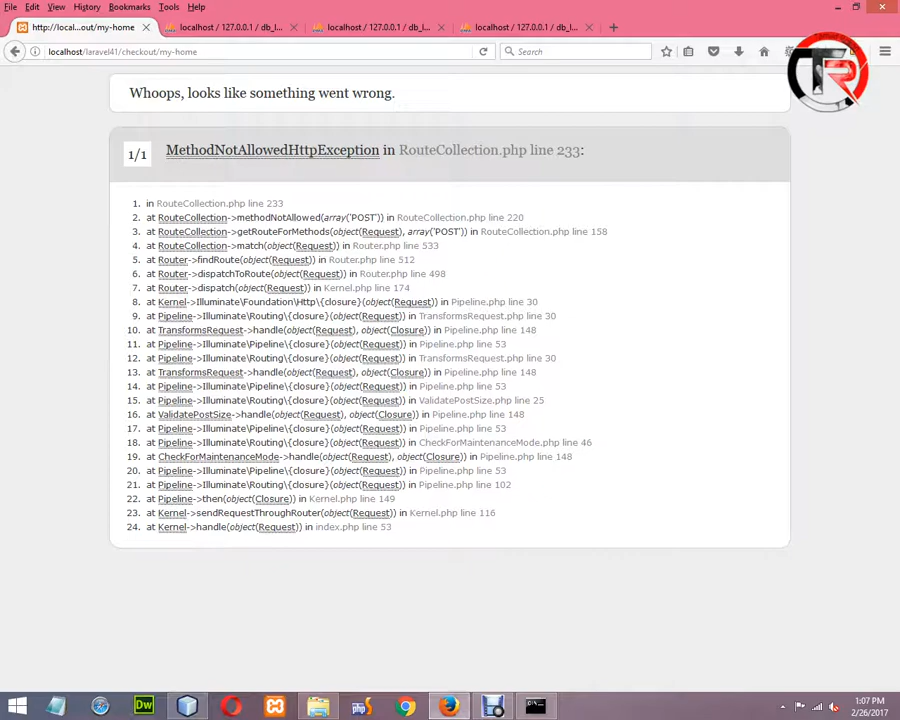 File Edit View History Bookmarks Tools Help
http://local...out/my-home
localhost / 127.0.0.1 / db_l...
localhost / 127.0.0.1 / db_l...
localhost / 127.0.0.1 / db_l...
localhost/laravel41/checkout/my-home
Search
TR
Whoops, looks like something went wrong.
1/1 MethodNotAllowedHttpException in RouteCollection.php line 233:
1. in RouteCollection.php line 233
2. at RouteCollection->methodNotAllowed(array('POST')) in RouteCollection.php line 220
3. at RouteCollection->getRouteForMethods(object(Request), array('POST')) in RouteCollection.php line 158
4. at RouteCollection->match(object(Request)) in Router.php line 533
5. at Router->findRoute(object(Request)) in Router.php line 512
6. at Router->dispatchToRoute(object(Request)) in Router.php line 498
7. at Router->dispatch(object(Request)) in Kernel.php line 174
8. at Kernel->Illuminate\Foundation\Http\{closure}(object(Request)) in Pipeline.php line 30
9. at Pipeline->Illuminate\Routing\{closure}(object(Request)) in TransformsRequest.php line 30
10. at TransformsRequest->handle(object(Request), object(Closure)) in Pipeline.php line 148
11. at Pipeline->Illuminate\Pipeline\{closure}(object(Request)) in Pipeline.php line 53
12. at Pipeline->Illuminate\Routing\{closure}(object(Request)) in TransformsRequest.php line 30
13. at TransformsRequest->handle(object(Request), object(Closure)) in Pipeline.php line 148
14. at Pipeline->Illuminate\Pipeline\{closure}(object(Request)) in Pipeline.php line 53
15. at Pipeline->Illuminate\Routing\{closure}(object(Request)) in ValidatePostSize.php line 25
16. at ValidatePostSize->handle(object(Request), object(Closure)) in Pipeline.php line 148
17. at Pipeline->Illuminate\Pipeline\{closure}(object(Request)) in Pipeline.php line 53
18. at Pipeline->Illuminate\Routing\{closure}(object(Request)) in CheckForMaintenanceMode.php line 46
19. at CheckForMaintenanceMode->handle(object(Request), object(Closure)) in Pipeline.php line 148
20. at Pipeline->Illuminate\Pipeline\{closure}(object(Request)) in Pipeline.php line 53
21. at Pipeline->Illuminate\Routing\{closure}(object(Request)) in Pipeline.php line 102
22. at Pipeline->then(object(Closure)) in Kernel.php line 149
23. at Kernel->sendRequestThroughRouter(object(Request)) in Kernel.php line 116
24. at Kernel->handle(object(Request)) in index.php line 53
Dw
1:07 PM
2/26/2017